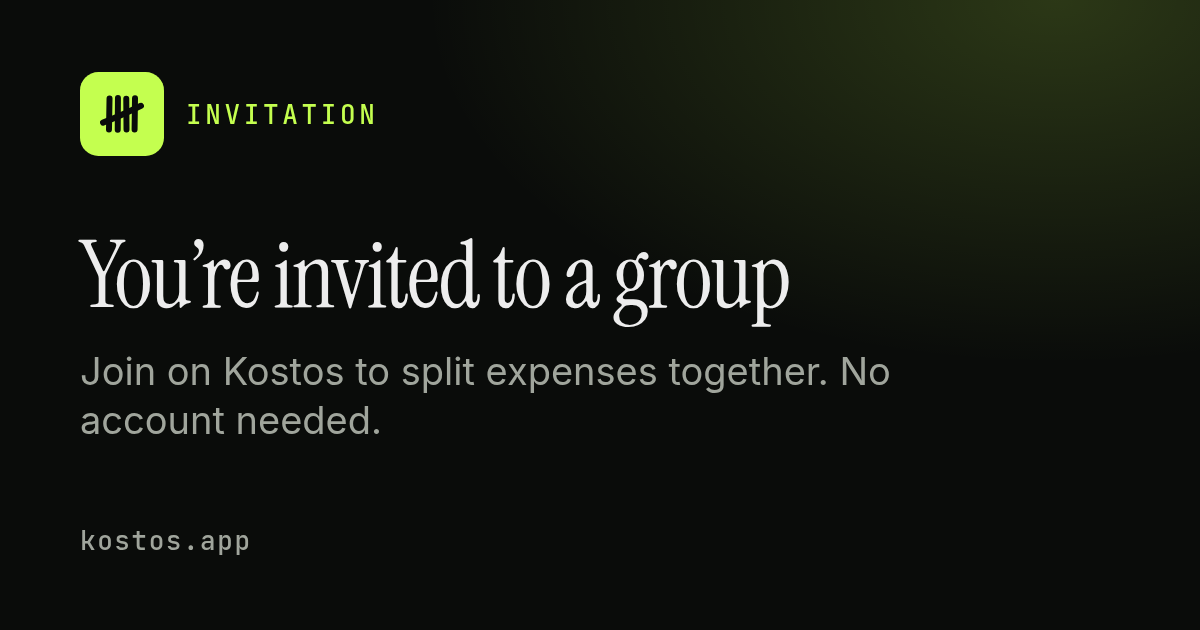 INVITATION
You’re invited to a group
Join on Kostos to split expenses together. No
account needed.
kostos.app